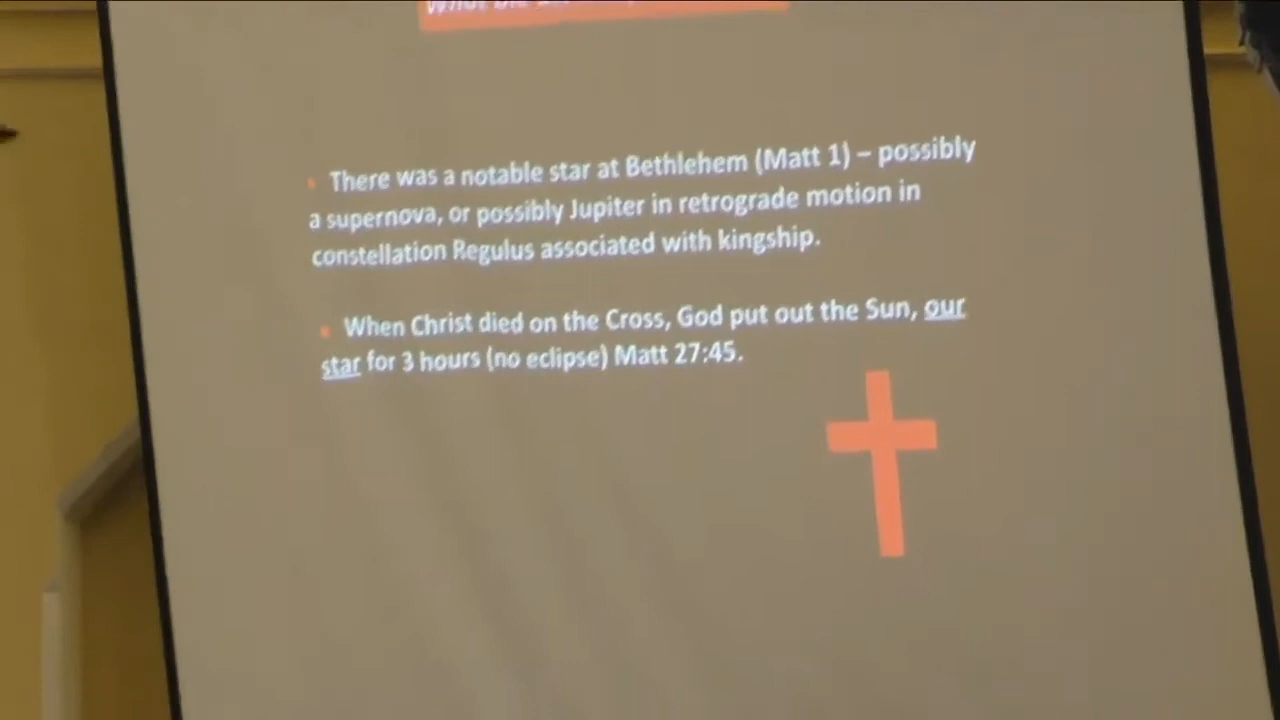 There was a notable star at Bethlehem (Matt 1) – possibly
a supernova, or possibly Jupiter in retrograde motion in
constellation Regulus associated with kingship.
When Christ died on the Cross, God put out the Sun, our
star for 3 hours (no eclipse) Matt 27:45.